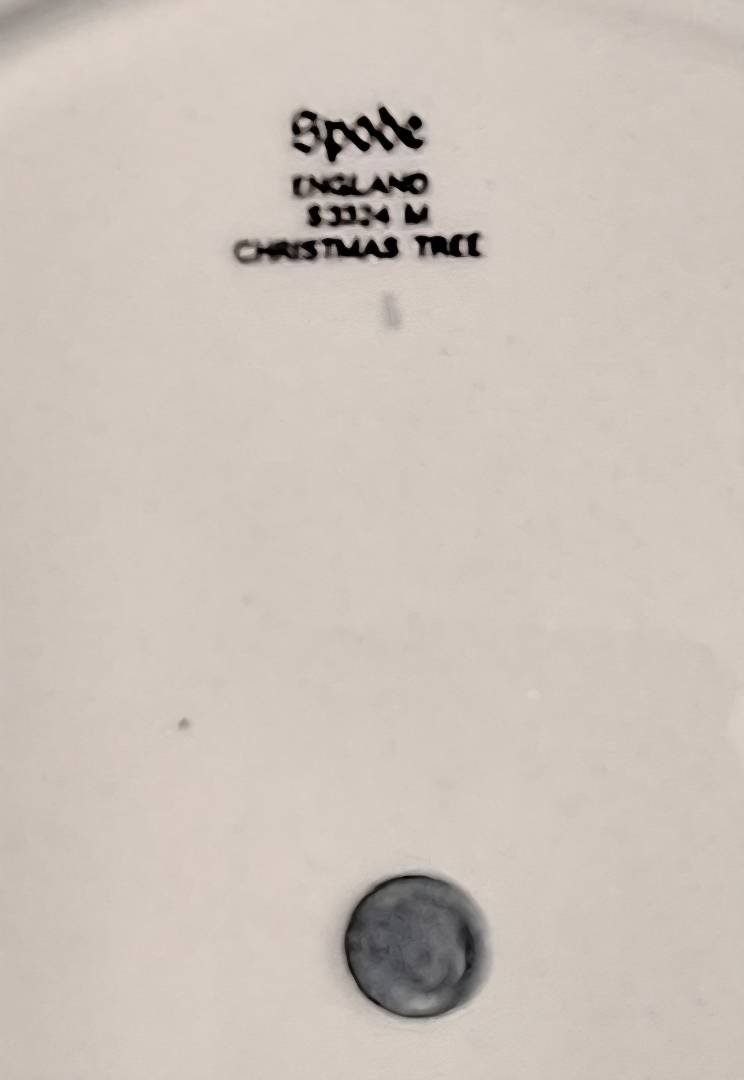 Spode
ENGLAND
S3324 M
CHRISTMAS TREE